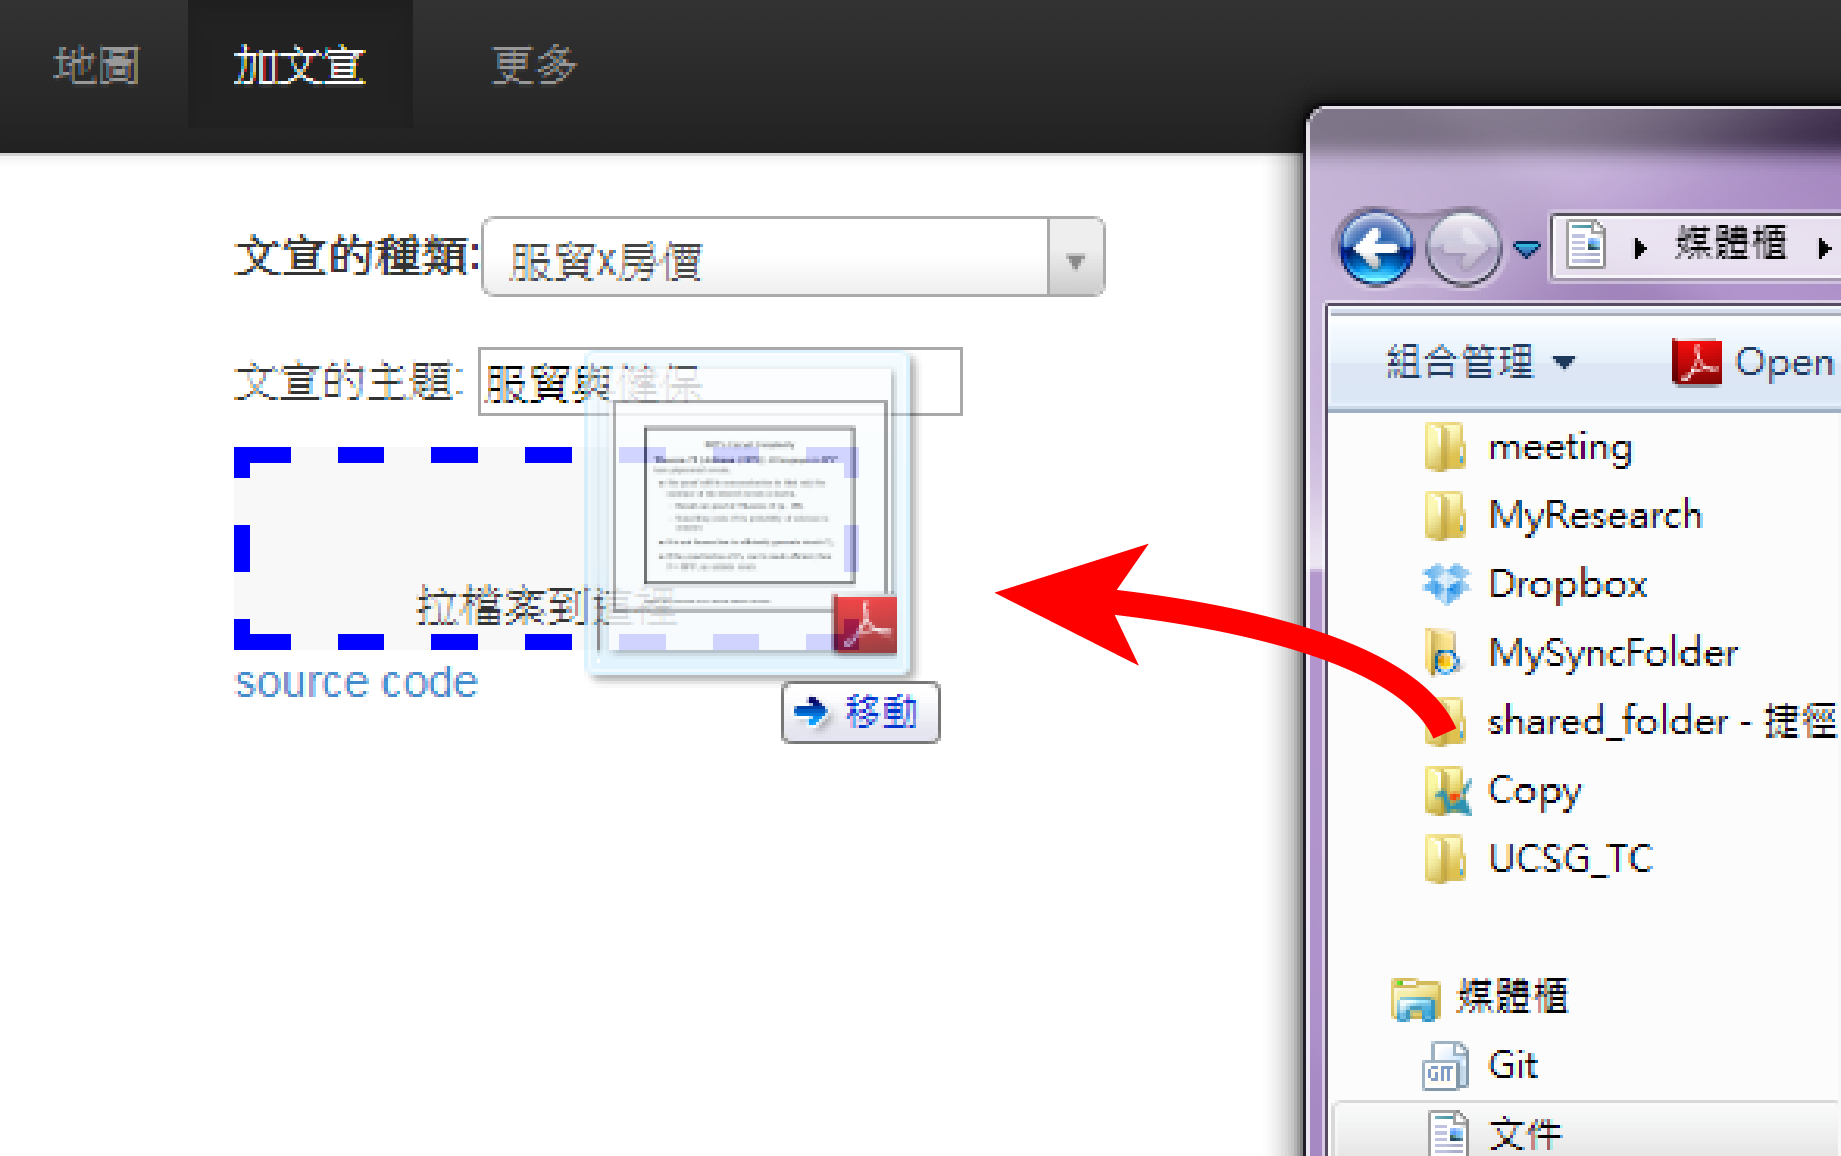 地圖 加文宣 更多
文宣的種類: 服貿x房價
文宣的主題: 服貿與健保
拉檔案到這裡
source code
移動
媒體櫃
組合管理 Open
meeting
MyResearch
Dropbox
MySyncFolder
shared_folder - 捷徑
Copy
UCSG_TC
媒體櫃
GIT Git
文件